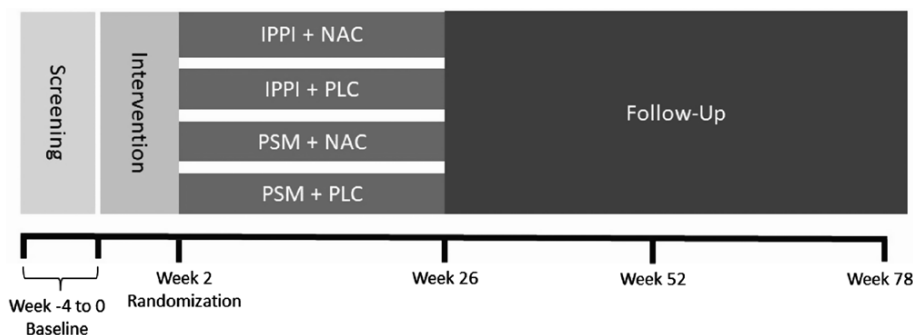 Screening
Intervention
IPPI + NAC
IPPI + PLC
PSM + NAC
PSM + PLC
Follow-Up
Week -4 to 0
Baseline
Week 2
Randomization
Week 26
Week 52
Week 78